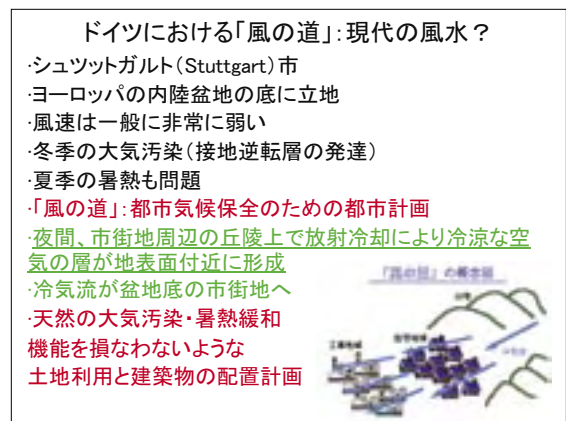 ドイツにおける「風の道」:現代の風水?
·シュツットガルト(Stuttgart)市
·ヨーロッパの内陸盆地の底に立地
·風速は一般に非常に弱い
·冬季の大気汚染(接地逆転層の発達)
·夏季の暑熱も問題
·「風の道」:都市気候保全のための都市計画
·夜間、市街地周辺の丘陵上で放射冷却により冷涼な空
気の層が地表面付近に形成
·冷気流が盆地底の市街地へ
·天然の大気汚染・暑熱緩和
機能を損なわないような
土地利用と建築物の配置計画
「風の道」の概念図